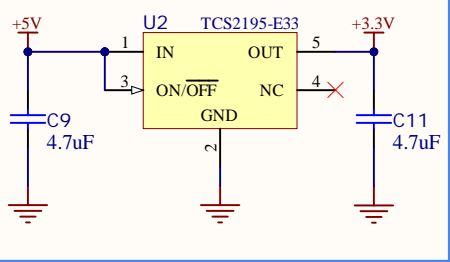 +5V
U2
TCS2195-E33
+3.3V
1
IN
OUT
5
3
ON/OFF
NC
4
GND
2
C9
4.7uF
C11
4.7uF